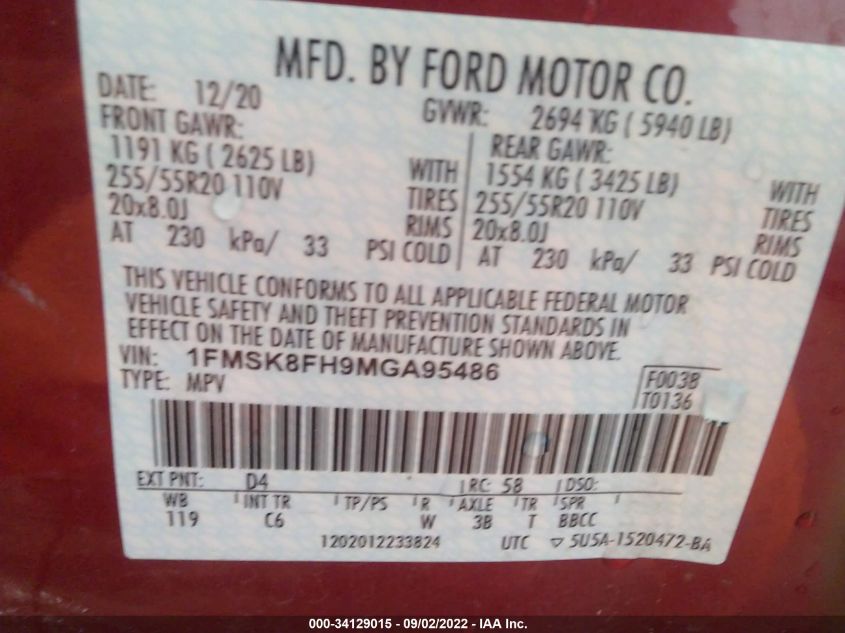 MFD. BY FORD MOTOR CO.
DATE: 12/20 GVWR: 2694 KG ( 5940 LB)
FRONT GAWR: REAR GAWR:
1191 KG ( 2625 LB) WITH 1554 KG ( 3425 LB) WITH
255/55R20 110V TIRES 255/55R20 110V TIRES
20x8.0J RIMS 20x8.0J RIMS
AT 230 kPa/ 33 PSI COLD AT 230 kPa/ 33 PSI COLD
THIS VEHICLE CONFORMS TO ALL APPLICABLE FEDERAL MOTOR
VEHICLE SAFETY AND THEFT PREVENTION STANDARDS IN
EFFECT ON THE DATE OF MANUFACTURE SHOWN ABOVE.
VIN: 1FMSK8FH9MGA95486
TYPE: MPV
F0038
T0136
EXT PNT: D4 RC: 58 DSO:
WB INT TR TP/PS R AXLE TR SPR
119 C6 W 3B T BBCC
1202012233824 UTC ▽ 5U5A-1520472-BA
000-34129015 - 09/02/2022 - IAA Inc.